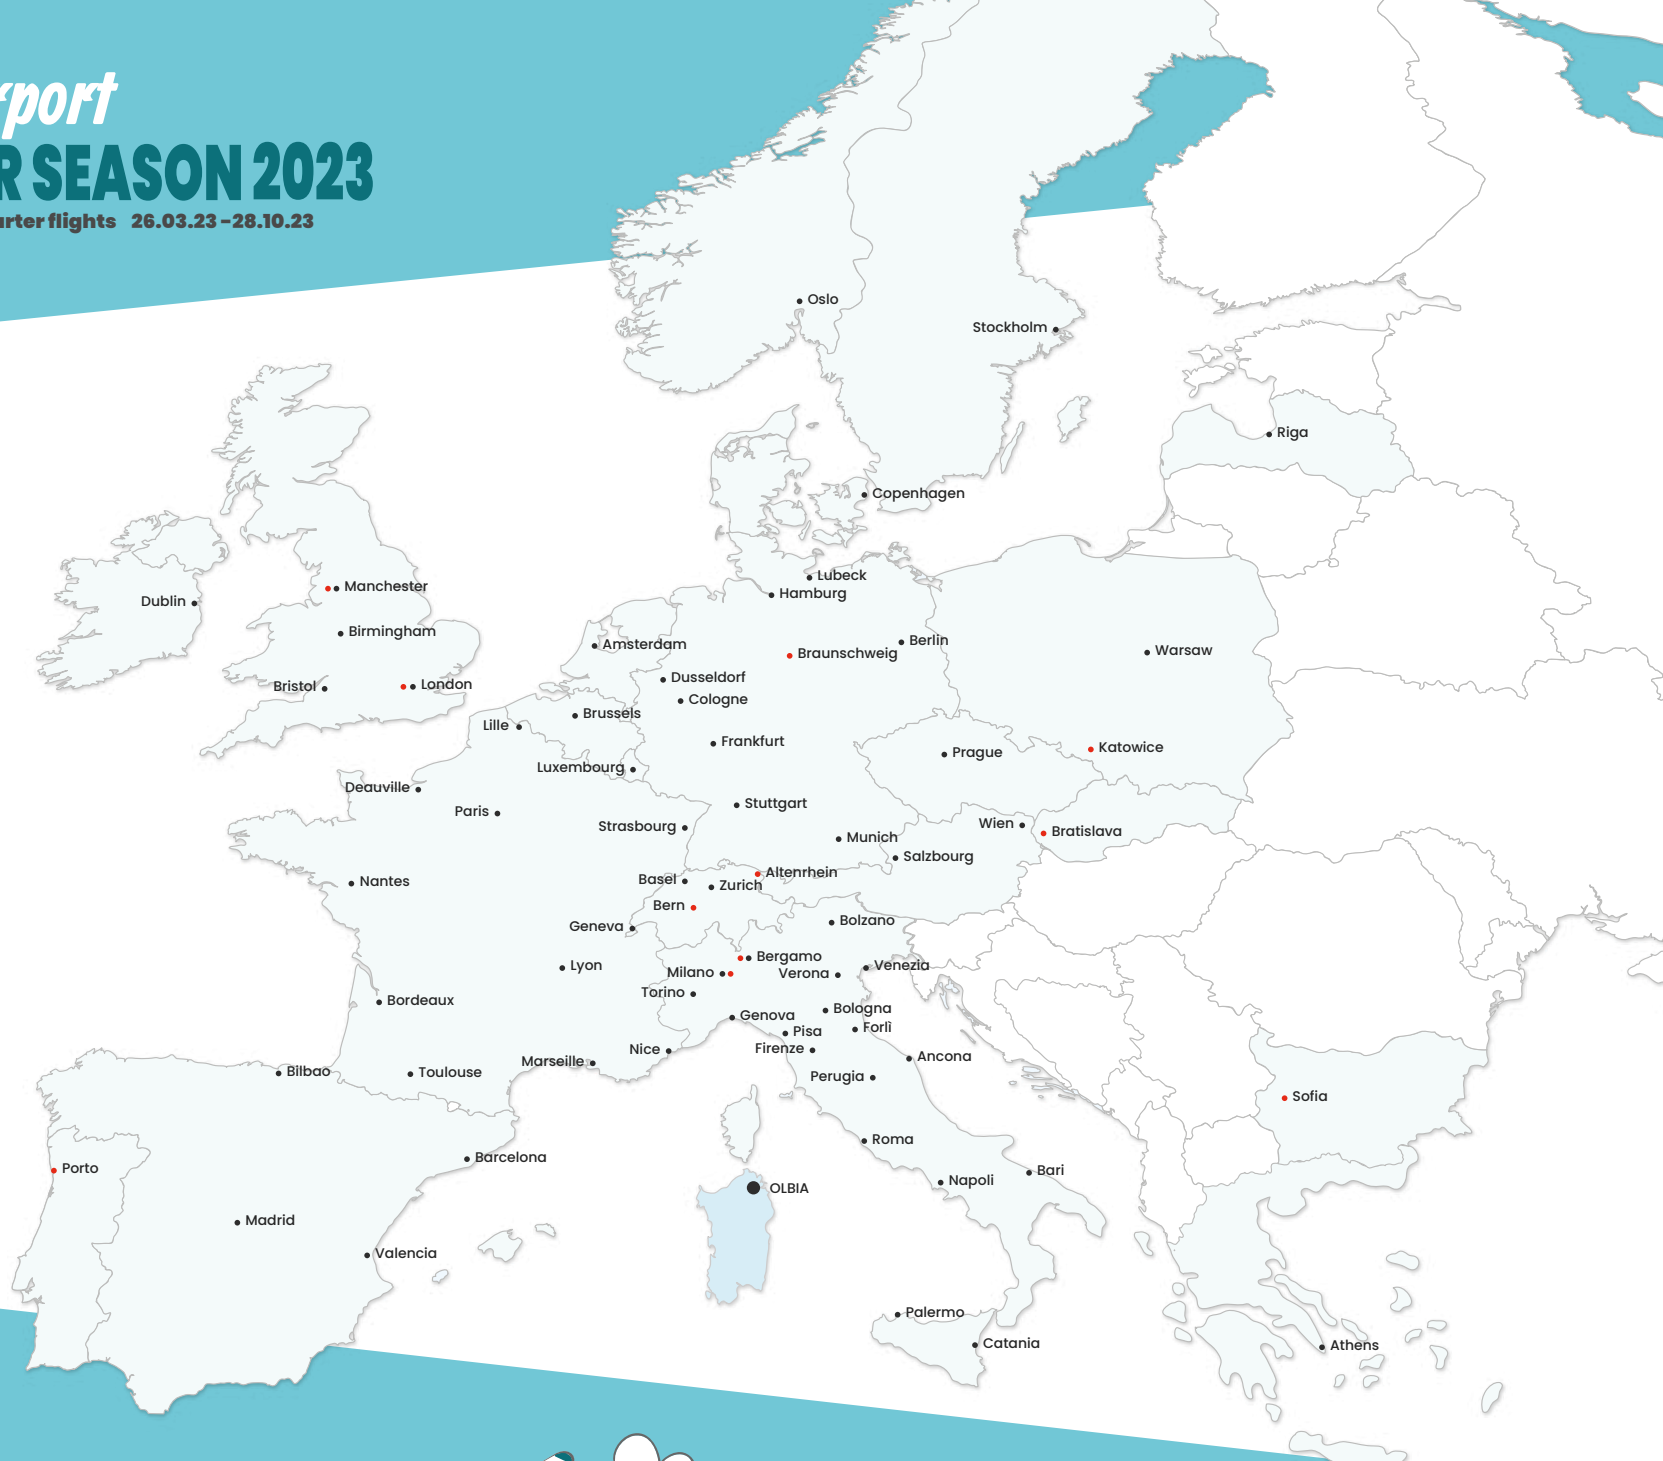 rport
R SEASON 2023
arter flights 26.03.23 - 28.10.23
Oslo
Stockholm
Riga
Copenhagen
Lubeck
Hamburg
Manchester
Dublin
Birmingham
Amsterdam
Berlin
Braunschweig
Warsaw
Bristol
London
Dusseldorf
Cologne
Brussels
Lille
Frankfurt
Prague
Katowice
Luxembourg
Deauville
Paris
Stuttgart
Strasbourg
Wien
Bratislava
Munich
Salzbourg
Altenrhein
Basel
Zurich
Nantes
Bern
Bolzano
Geneva
Bergamo
Lyon
Milano
Verona
Venezia
Torino
Bordeaux
Bologna
Genova
Forlì
Pisa
Nice
Firenze
Ancona
Marseille
Bilbao
Toulouse
Perugia
Sofia
Roma
Barcelona
Porto
Bari
Napoli
OLBIA
Madrid
Valencia
Palermo
Catania
Athens